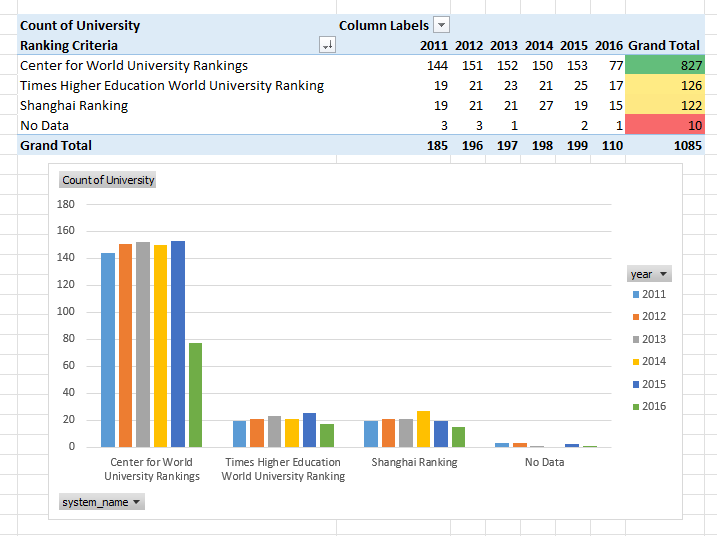 Count of University Column Labels
Ranking Criteria 2011 2012 2013 2014 2015 2016 Grand Total
Center for World University Rankings 144 151 152 150 153 77 827
Times Higher Education World University Ranking 19 21 23 21 25 17 126
Shanghai Ranking 19 21 21 27 19 15 122
No Data 3 3 1 2 1 10
Grand Total 185 196 197 198 199 110 1085
Count of University
180
160
140
120
100
80
60
40
20
0
Center for World
University Rankings
Times Higher Education
World University Ranking
Shanghai Ranking
No Data
year
2011
2012
2013
2014
2015
2016
system_name